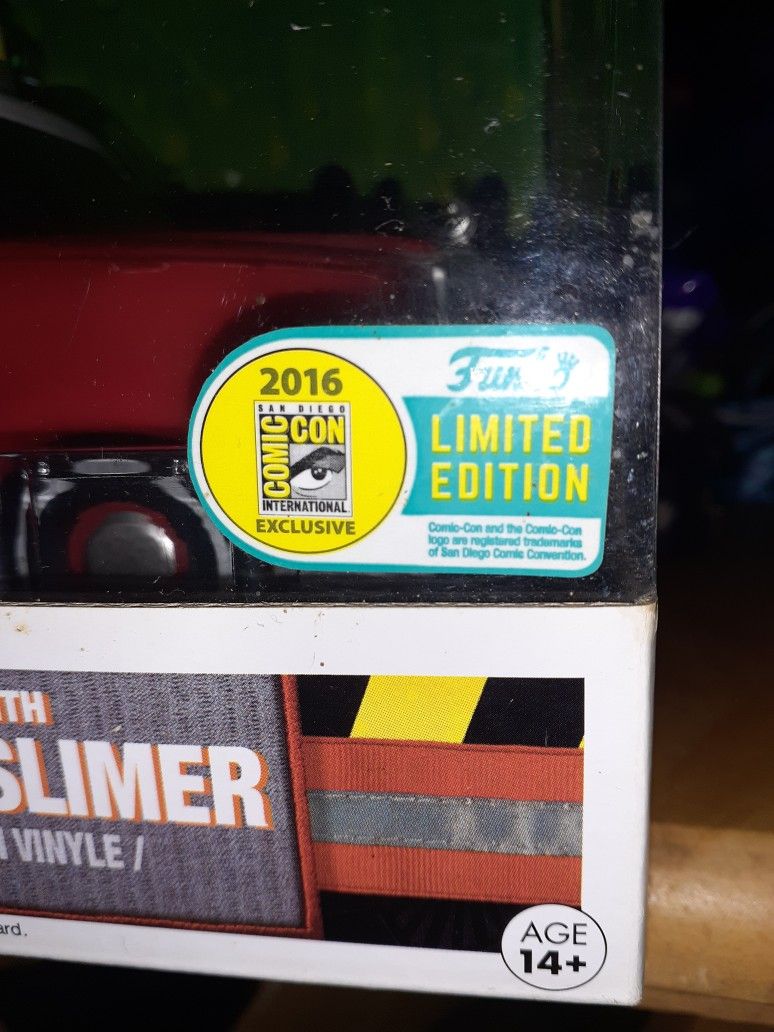 2016
SAN DIEGO
COMIC CON
INTERNATIONAL
EXCLUSIVE
Funko
LIMITED
EDITION
Comic-Con and the Comic-Con
logo are registered trademarks
of San Diego Comic Convention.
TH
SLIMER
VINYLE /
ard.
AGE
14+